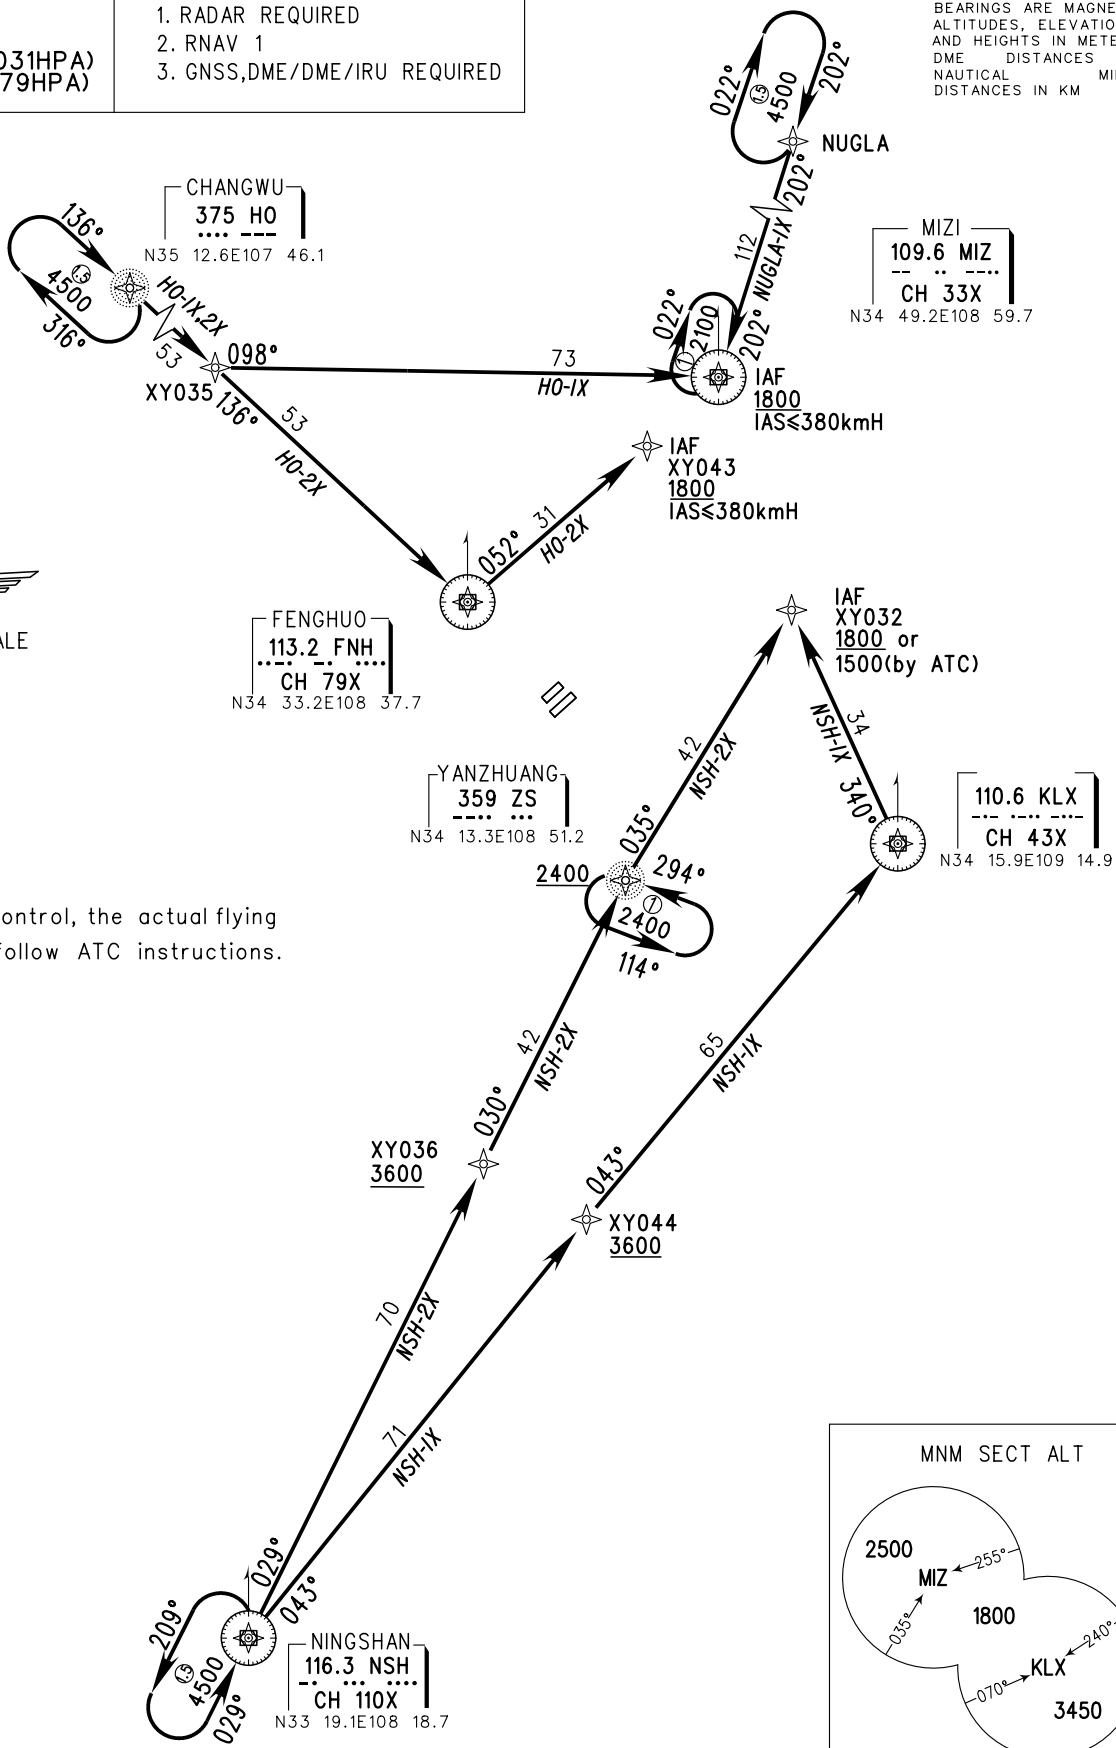 031HPA)
79HPA)
1. RADAR REQUIRED
2. RNAV 1
3. GNSS,DME/DME/IRU REQUIRED
BEARINGS ARE
ALTITUDES,
AND HEIGHTS IN
DME DISTANCES
NAUTICAL
DISTANCES IN KM
022°
1.5
4500
202°
NUGLA
202°
112
NUGLA-1X
CHANGWU
375 HO
N35 12.6E107 46.1
136°
1.5
4500
316°
HO-1X,2X
53
XY035
098°
73
HO-1X
136°
53
HO-2X
MIZI
109.6 MIZ
CH 33X
N34 49.2E108 59.7
022°
2100
1
202°
IAF
1800
IAS≤380kmH
IAF
XY043
1800
IAS≤380kmH
052°
31
HO-2X
FENGHUO
113.2 FNH
CH 79X
N34 33.2E108 37.7
ALE
IAF
XY032
1800 or
1500(by ATC)
42
NSH-2X
34
NSH-1X
340°
YANZHUANG
359 ZS
N34 13.3E108 51.2
035°
2400
294°
1
2400
114°
110.6 KLX
CH 43X
N34 15.9E109 14.9
ontrol, the actual flying
follow ATC instructions.
42
NSH-2X
65
NSH-1X
030°
XY036
3600
043°
XY044
3600
70
NSH-2X
71
NSH-1X
029°
043°
209°
1.5
4500
029°
NINGSHAN
116.3 NSH
CH 110X
N33 19.1E108 18.7
MNM SECT ALT
2500
MIZ
255°
035°
1800
240°
KLX
070°
3450